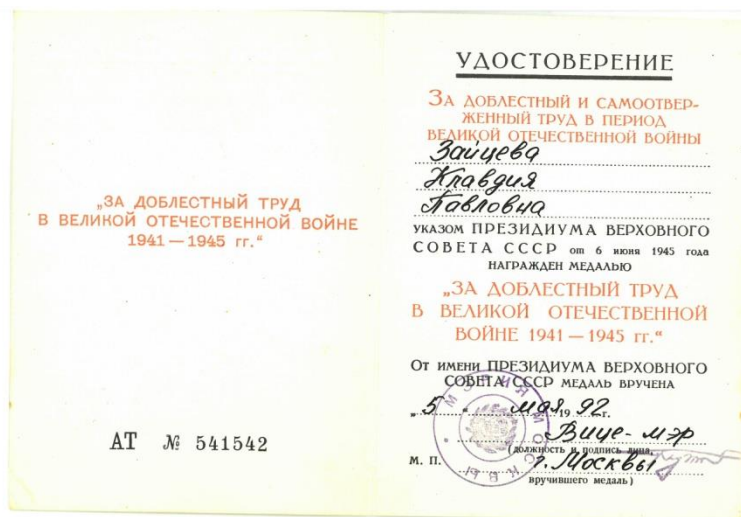 „ЗА ДОБЛЕСТНЫЙ ТРУД
В ВЕЛИКОЙ ОТЕЧЕСТВЕННОЙ ВОЙНЕ
1941 — 1945 гг.“
АТ № 541542
УДОСТОВЕРЕНИЕ
ЗА ДОБЛЕСТНЫЙ И САМООТВЕР-
ЖЕННЫЙ ТРУД В ПЕРИОД
ВЕЛИКОЙ ОТЕЧЕСТВЕННОЙ ВОЙНЫ
Зайцева
Клавдия
Павловна
УКАЗОМ ПРЕЗИДИУМА ВЕРХОВНОГО
СОВЕТА СССР от 6 июня 1945 года
НАГРАЖДЕН МЕДАЛЬЮ
„ЗА ДОБЛЕСТНЫЙ ТРУД
В ВЕЛИКОЙ ОТЕЧЕСТВЕННОЙ
ВОЙНЕ 1941 — 1945 гг.“
ОТ ИМЕНИ ПРЕЗИДИУМА ВЕРХОВНОГО
СОВЕТА СССР МЕДАЛЬ ВРУЧЕНА
„5 “ мая 1992 г.
Вице-мэр
(должность и подпись лица,
М. П. г. Москвы
вручившего медаль)
МЭРИЯ МОСКВЫ